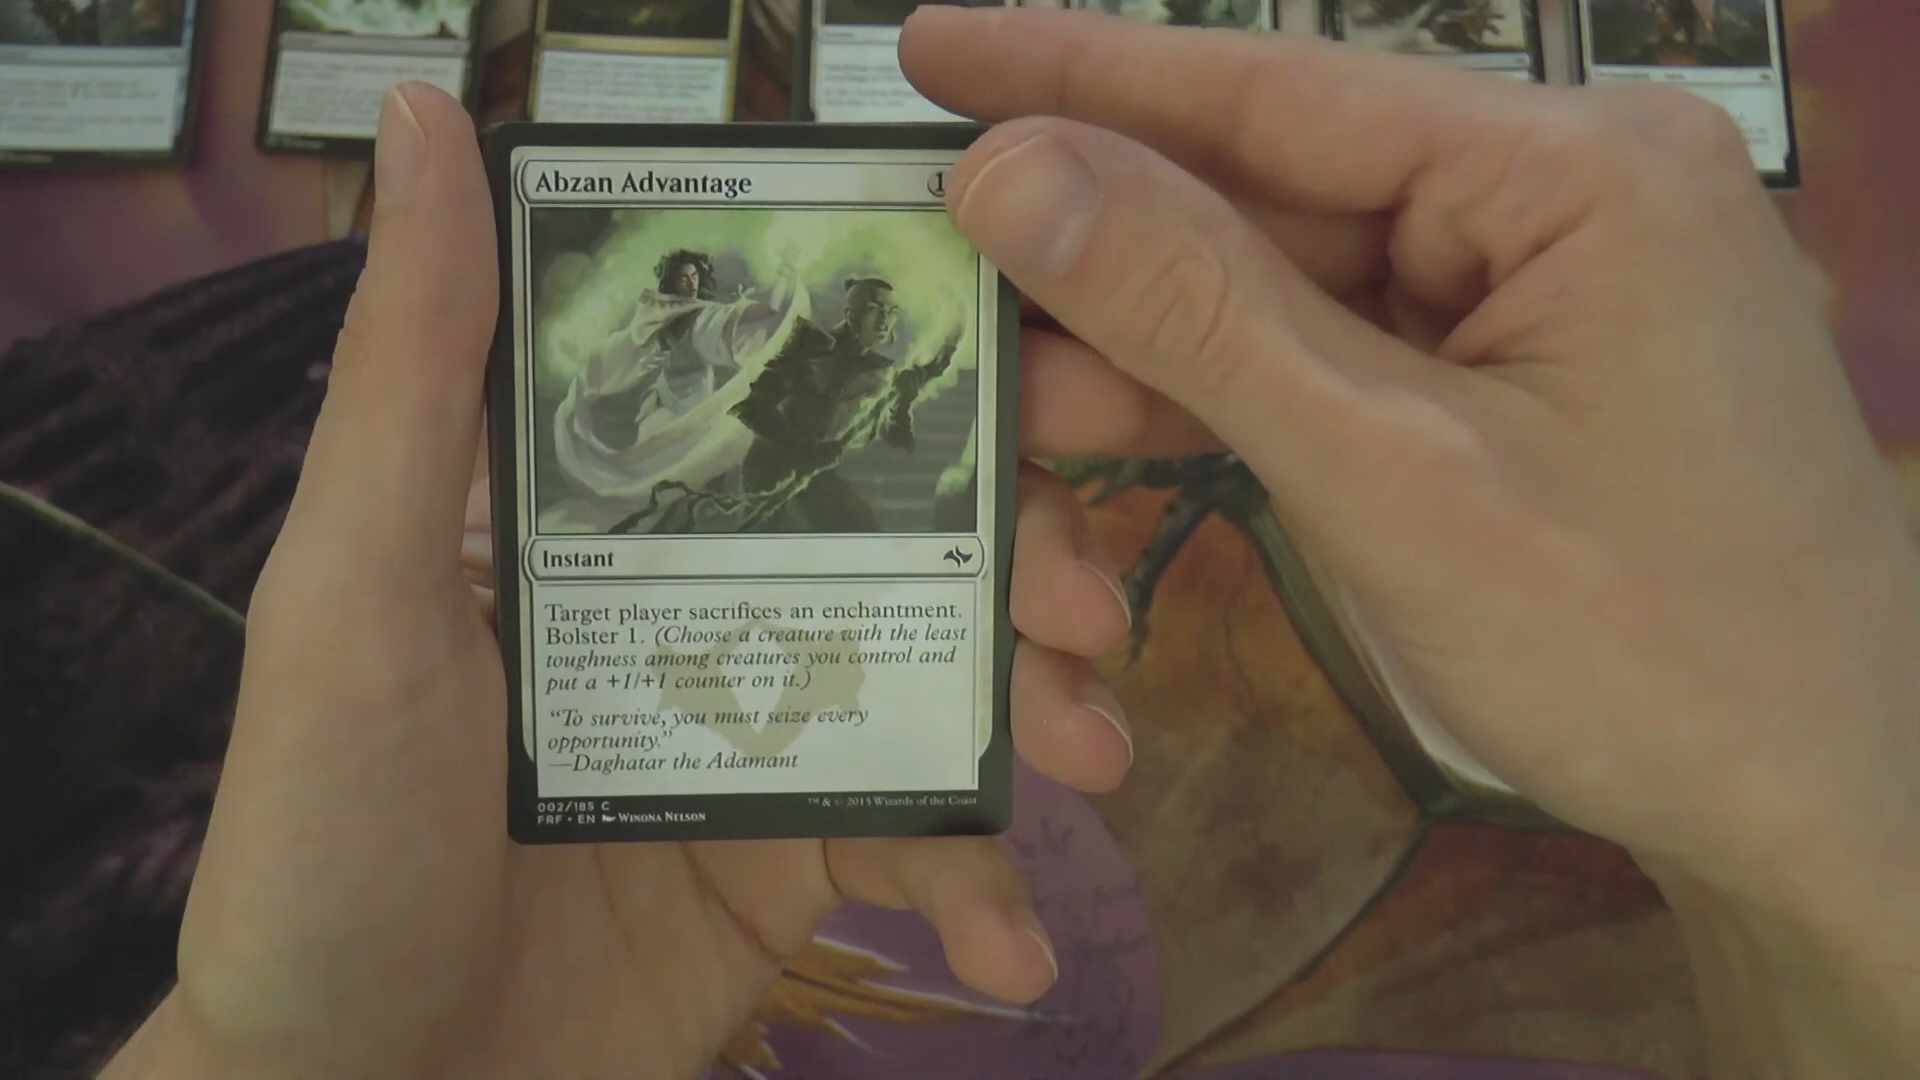 Abzan Advantage 1
Instant
Target player sacrifices an enchantment.
Bolster 1. (Choose a creature with the least
toughness among creatures you control and
put a +1/+1 counter on it.)
"To survive, you must seize every
opportunity."
—Daghatar the Adamant
002/185 C
FRF • EN Winona Nelson
™ & © 2015 Wizards of the Coast